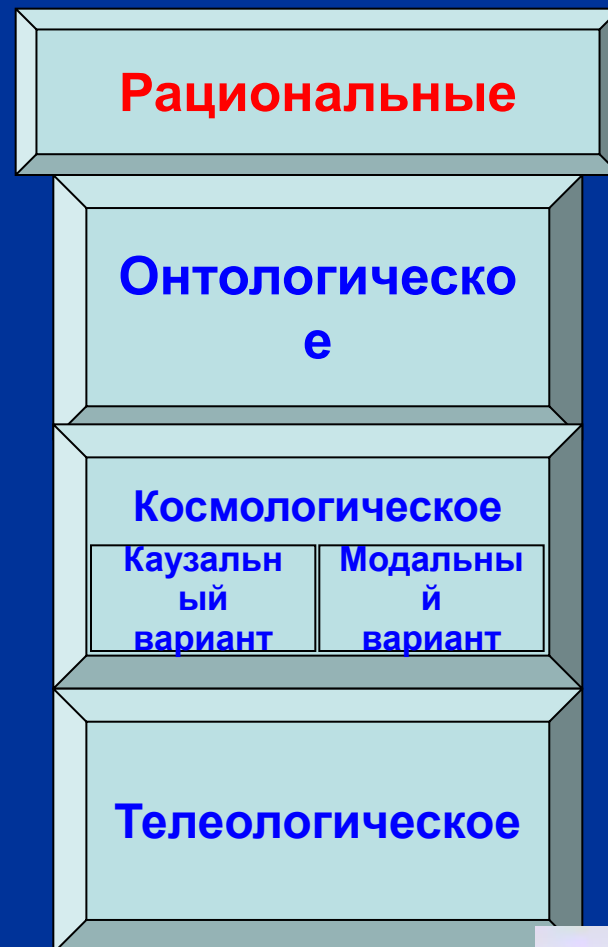 Рациональные
Онтологическо
е
Космологическое
Каузальн
ый
вариант
Модальны
й
вариант
Телеологическое